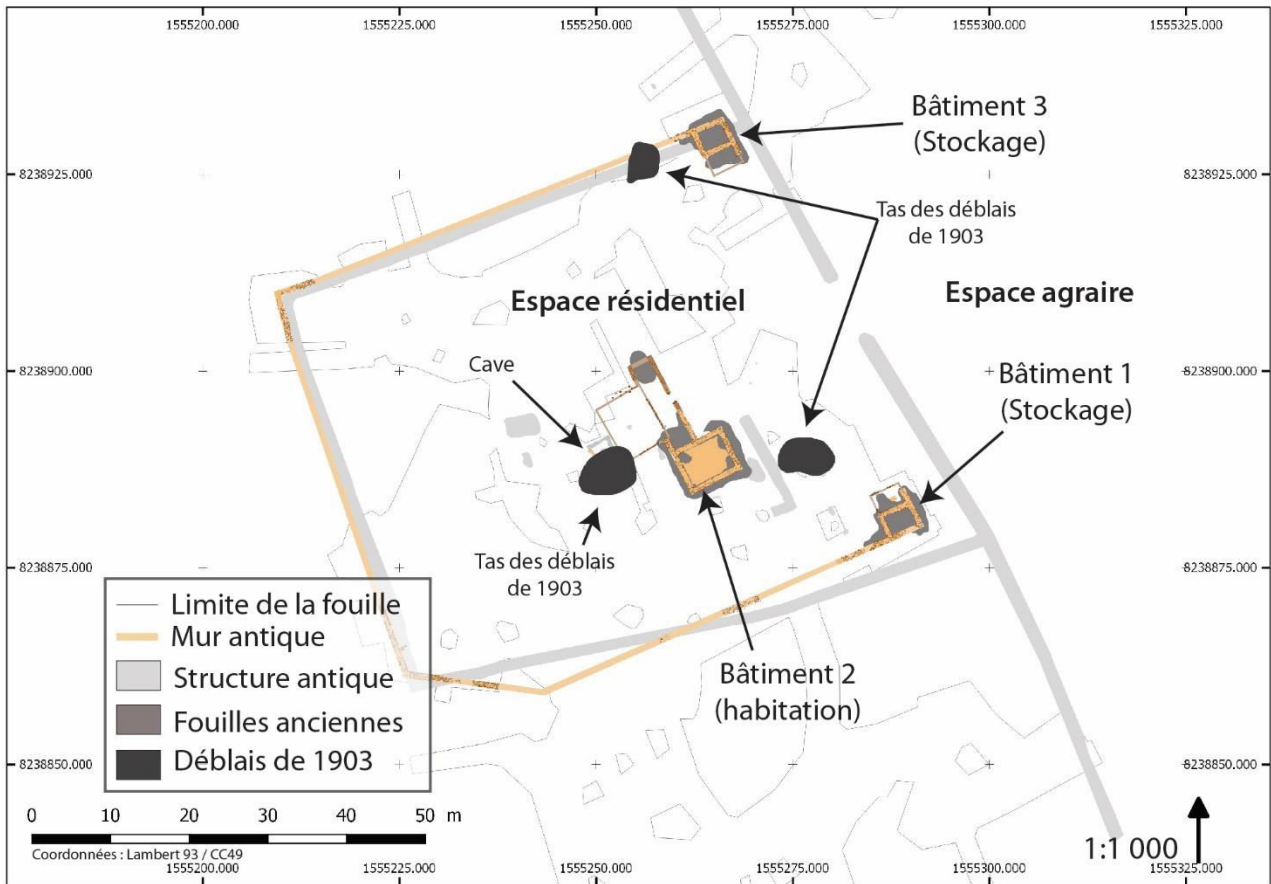 1555200.000 1555225.000 1555250.000 1555275.000 1555300.000 1555325.000
Bâtiment 3
(Stockage)
8238925.000 8238925.000
Tas des déblais
de 1903
Espace résidentiel
Espace agraire
Cave
8238900.000 8238900.000
Bâtiment 1
(Stockage)
Tas des déblais
de 1903
8238875.000 8238875.000
Limite de la fouille
Mur antique
Structure antique
Fouilles anciennes
Déblais de 1903
Bâtiment 2
(habitation)
8238850.000 8238850.000
0 10 20 30 40 50 m
Coordonnées : Lambert 93 / CC49
1:1 000
1555200.000 1555225.000 1555250.000 1555275.000 1555300.000 1555325.000